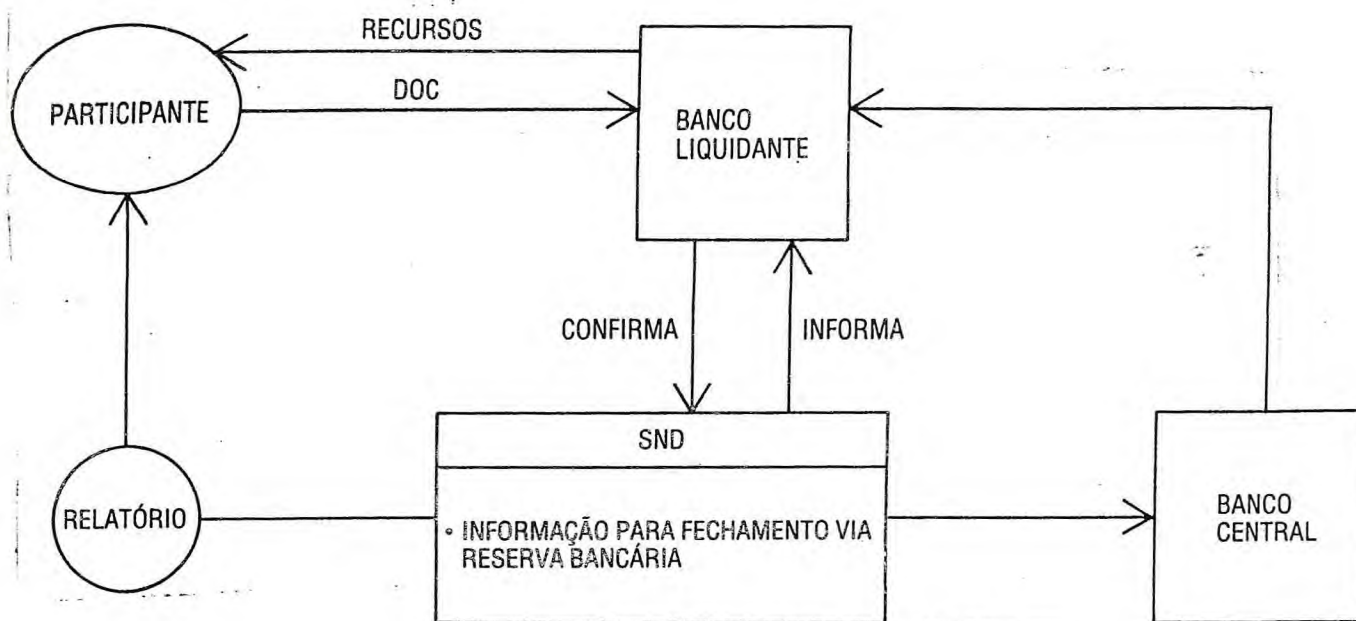 RECURSOS
PARTICIPANTE
DOC
BANCO
LIQUIDANTE
CONFIRMA
INFORMA
SND
RELATÓRIO
• INFORMAÇÃO PARA FECHAMENTO VIA
RESERVA BANCÁRIA
BANCO
CENTRAL